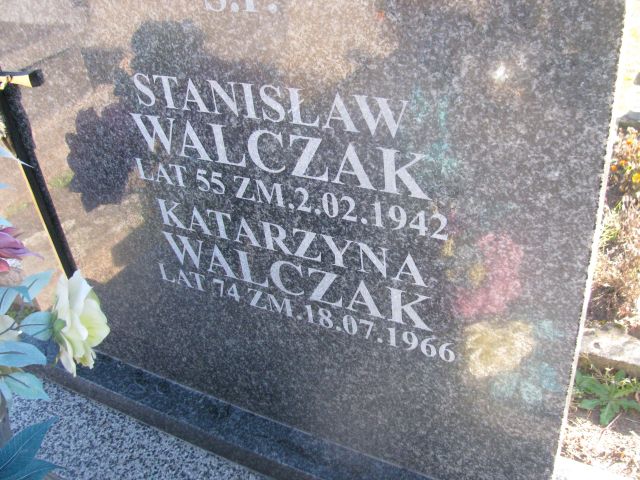 Ś.P.
STANISŁAW
WALCZAK
LAT 55 ZM.2.02.1942
KATARZYNA
WALCZAK
LAT 74 ZM.18.07.1966